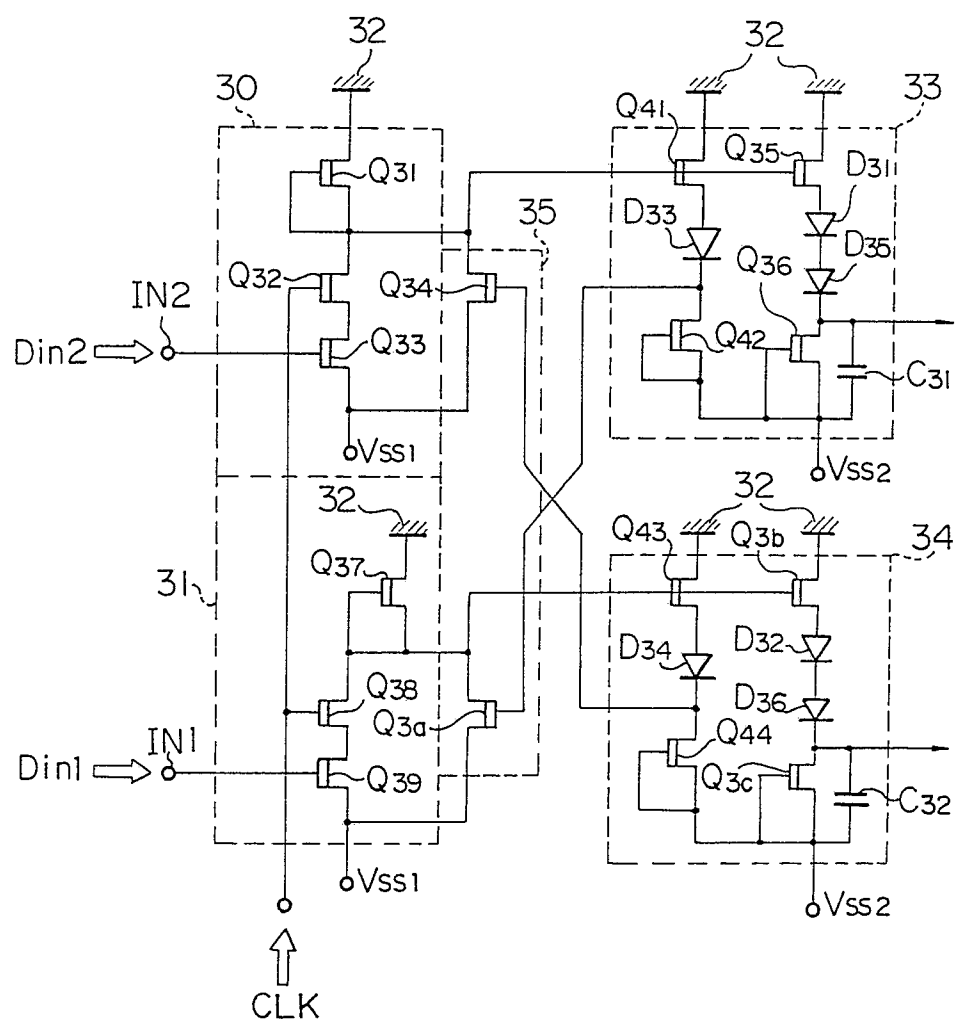 32
32
30
33
Q41
Q35
Q31
D31
35
D33
D35
Q32
Q34
Q36
IN2
Din2
Q33
Q42
C31
VSS1
VSS2
32
32
Q43
Q3b
34
Q37
31
D34
D32
Q38
D36
Q3a
IN1
Q44
Din1
Q39
Q3c
C32
VSS1
VSS2
CLK